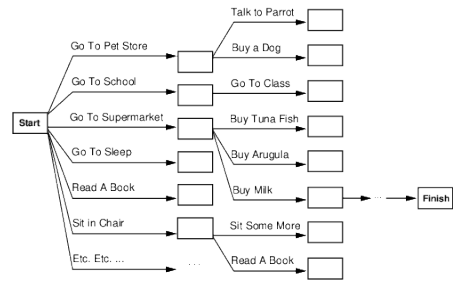 Talk to Parrot
Go To Pet Store
Buy a Dog
Go To School
Go To Class
Start
Go To Supermarket
Buy Tuna Fish
Go To Sleep
Buy Arugula
Read A Book
Buy Milk
...
Finish
Sit in Chair
Sit Some More
Etc. Etc. ...
. . .
Read A Book